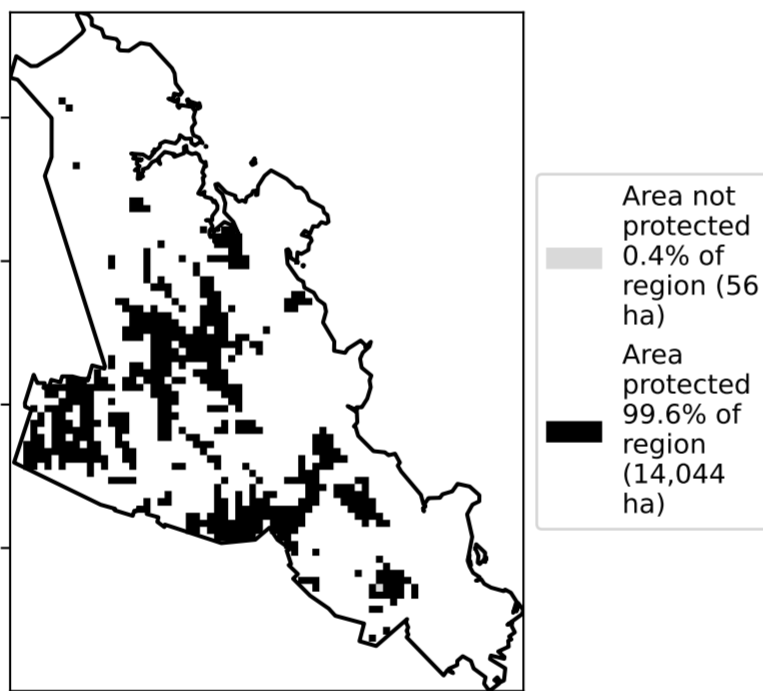 Area not
protected
0.4% of
region (56
ha)
Area
protected
99.6% of
region
(14,044
ha)